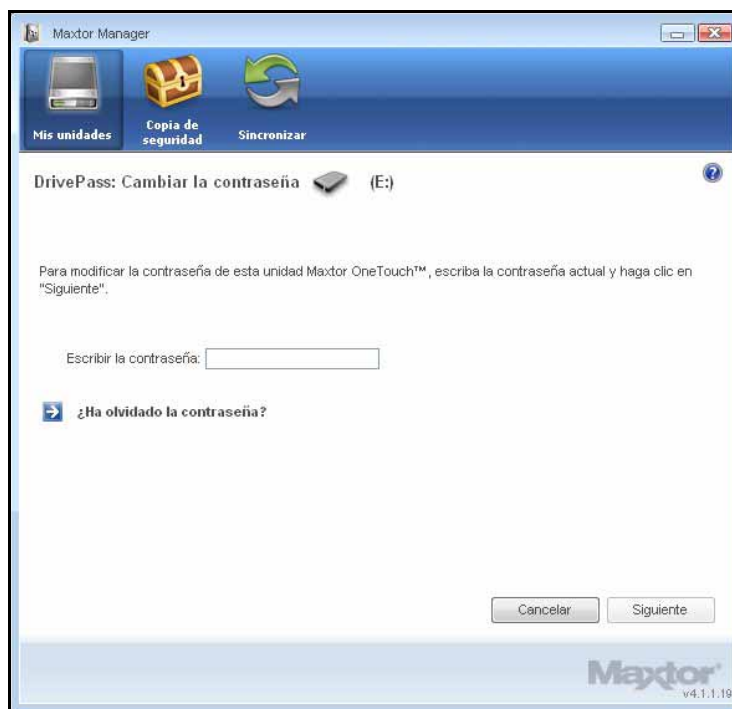 Maxtor Manager
Mis unidades
Copia de
seguridad
Sincronizar
DrivePass: Cambiar la contraseña (E:)
Para modificar la contraseña de esta unidad Maxtor OneTouch™, escriba la contraseña actual y haga clic en
"Siguiente".
Escribir la contraseña:
¿Ha olvidado la contraseña?
Cancelar
Siguiente
Maxtor
v4.1.1.19